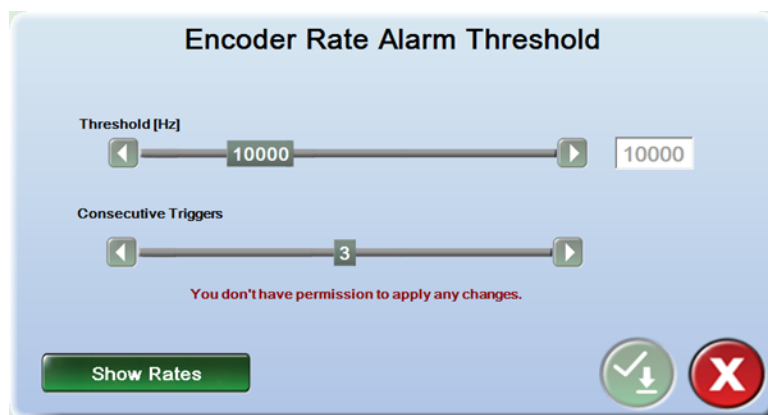 Encoder Rate Alarm Threshold
Threshold [Hz]
10000
10000
Consecutive Triggers
3
You don't have permission to apply any changes.
Show Rates
X